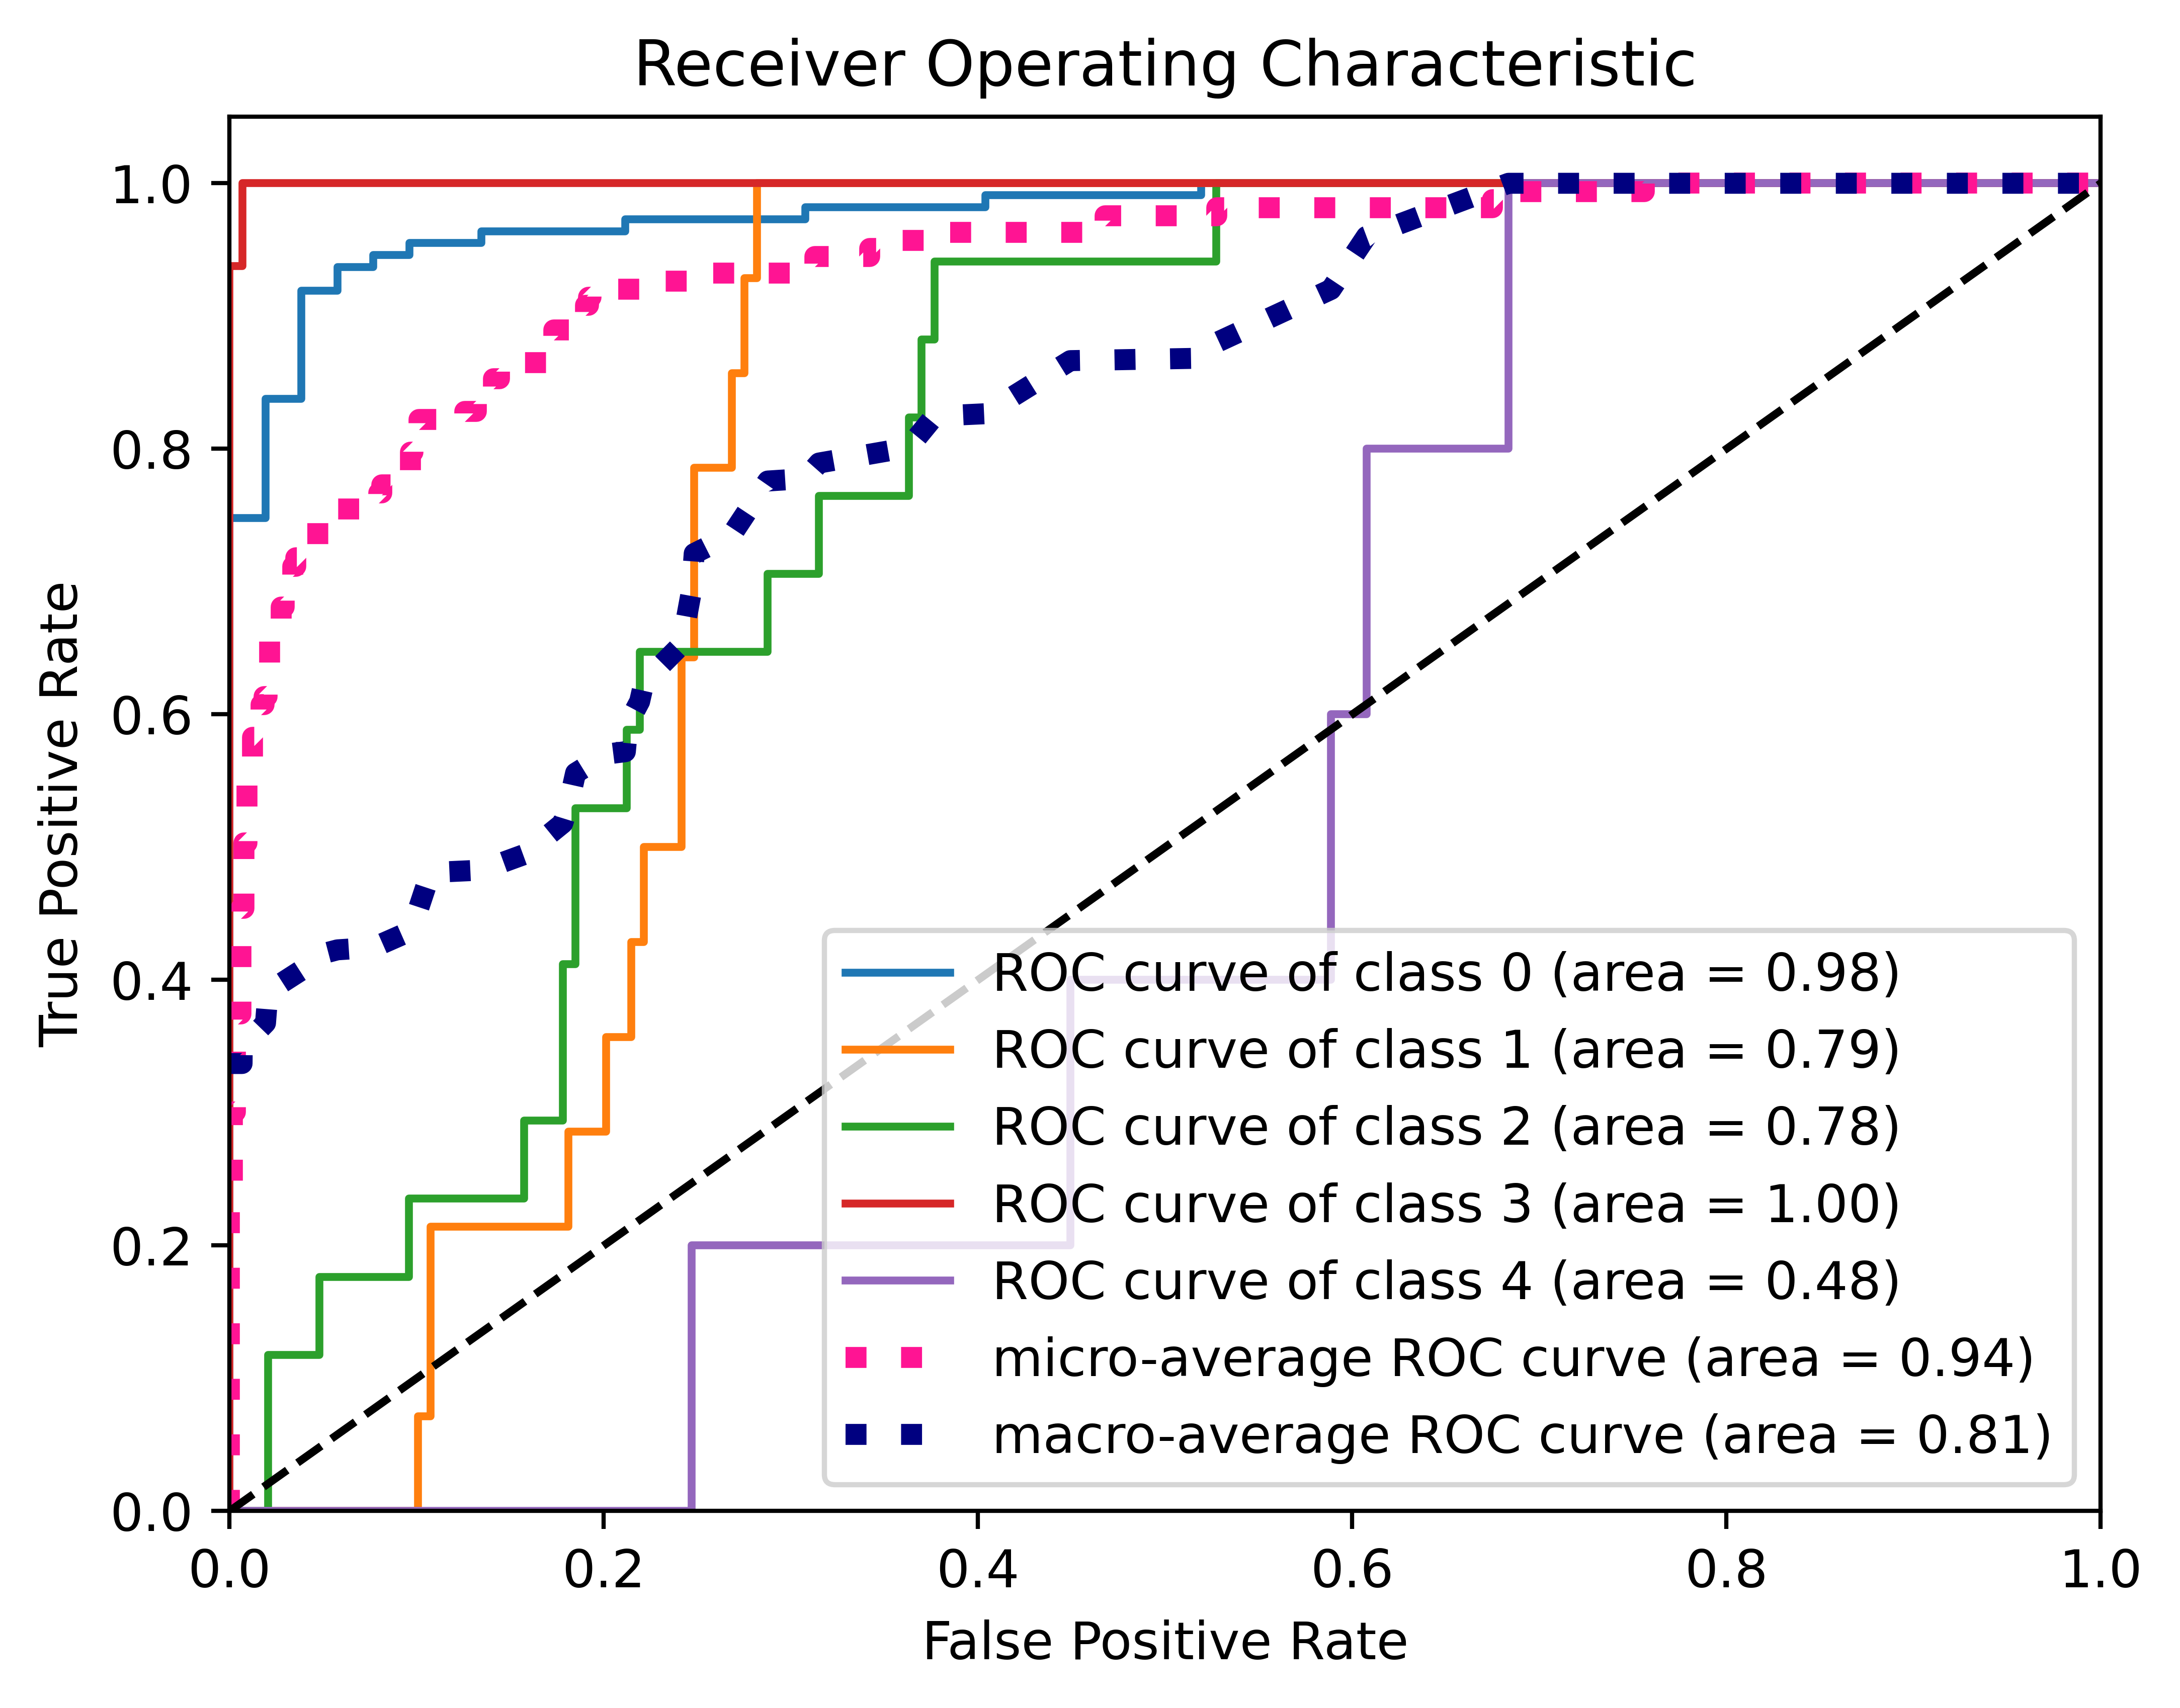 Receiver Operating Characteristic
True Positive Rate
1.0
0.8
0.6
0.4
0.2
0.0
ROC curve of class 0 (area = 0.98)
ROC curve of class 1 (area = 0.79)
ROC curve of class 2 (area = 0.78)
ROC curve of class 3 (area = 1.00)
ROC curve of class 4 (area = 0.48)
micro-average ROC curve (area = 0.94)
macro-average ROC curve (area = 0.81)
0.0 0.2 0.4 0.6 0.8 1.0
False Positive Rate